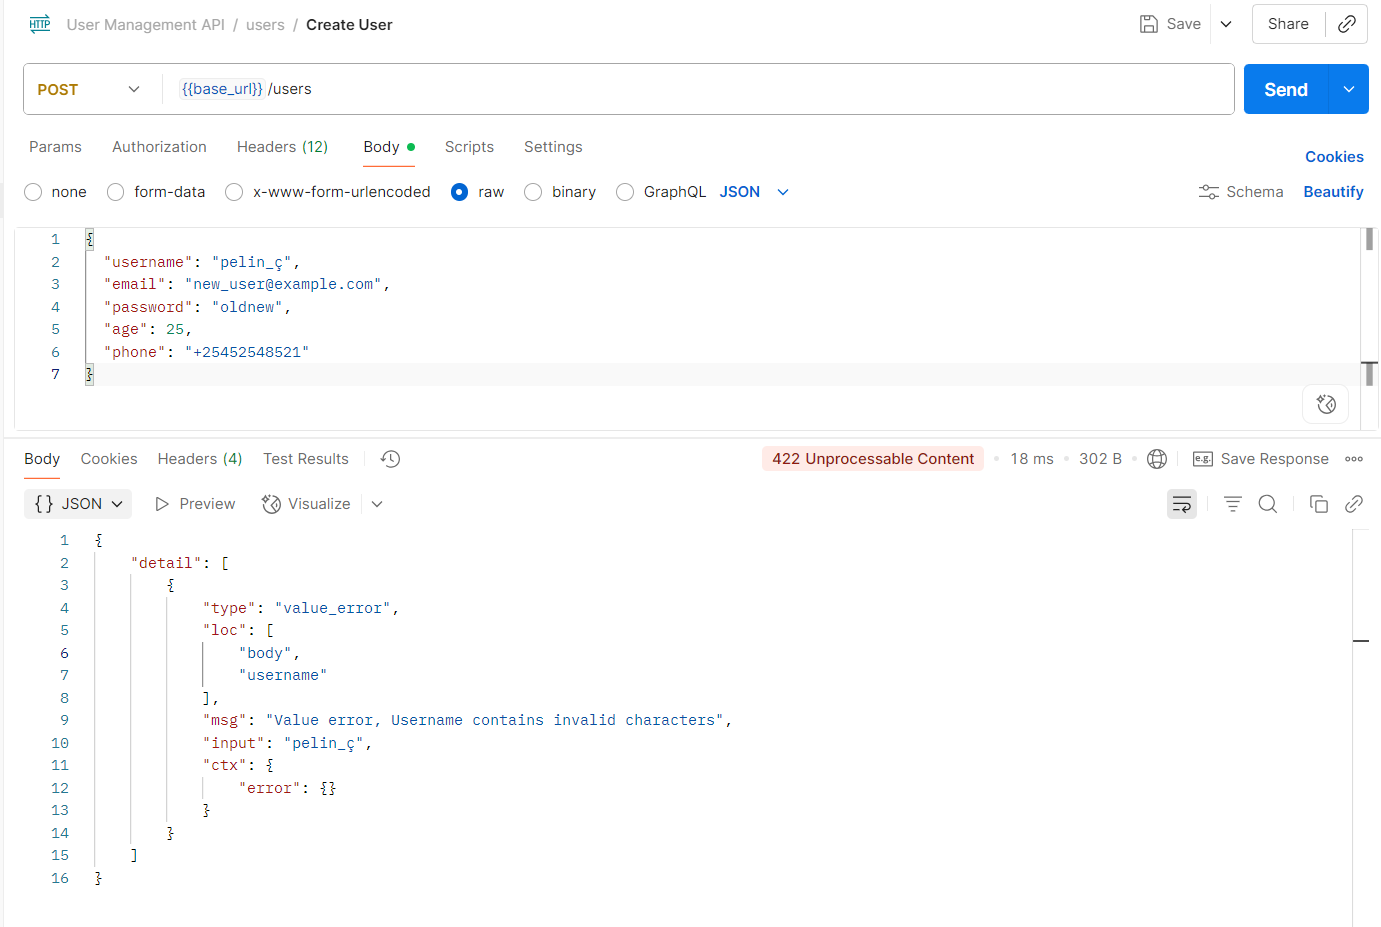 HTTP User Management API / users / Create User Save Share
POST {{base_url}} /users Send
Params Authorization Headers (12) Body Scripts Settings Cookies
none form-data x-www-form-urlencoded raw binary GraphQL JSON Schema Beautify
1 {
2 "username": "pelin_ç",
3 "email": "new_user@example.com",
4 "password": "oldnew",
5 "age": 25,
6 "phone": "+25452548521"
7 }
Body Cookies Headers (4) Test Results 422 Unprocessable Content • 18 ms • 302 B • e.g. Save Response
{} JSON Preview Visualize
1 {
2 "detail": [
3 {
4 "type": "value_error",
5 "loc": [
6 "body",
7 "username"
8 ],
9 "msg": "Value error, Username contains invalid characters",
10 "input": "pelin_ç",
11 "ctx": {
12 "error": {}
13 }
14 }
15 ]
16 }